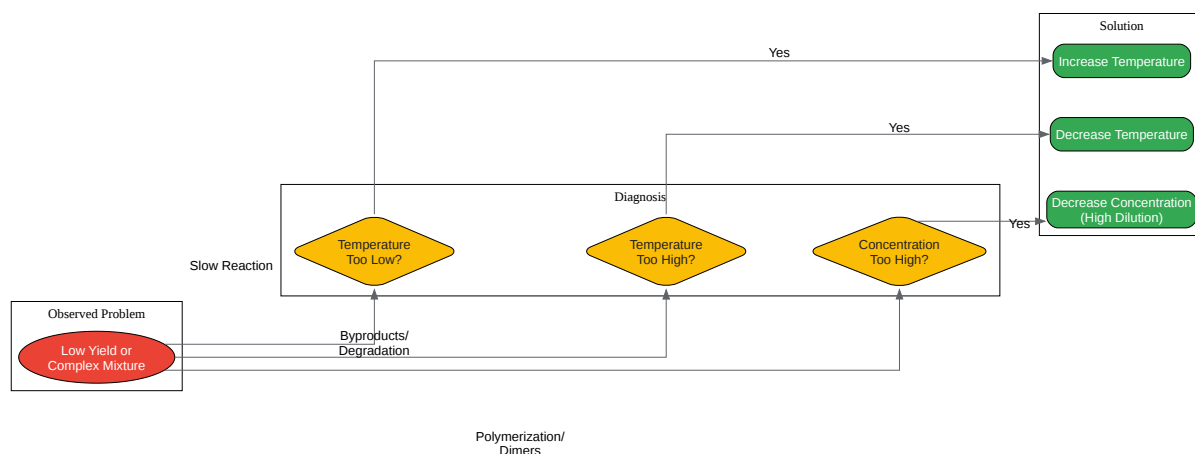 Solution
Yes
Increase Temperature
Yes
Decrease Temperature
Diagnosis
Decrease Concentration
(High Dilution)
Yes
Temperature
Too Low?
Temperature
Too High?
Concentration
Too High?
Slow Reaction
Observed Problem
Low Yield or
Complex Mixture
Byproducts/
Degradation
Polymerization/
Dimers